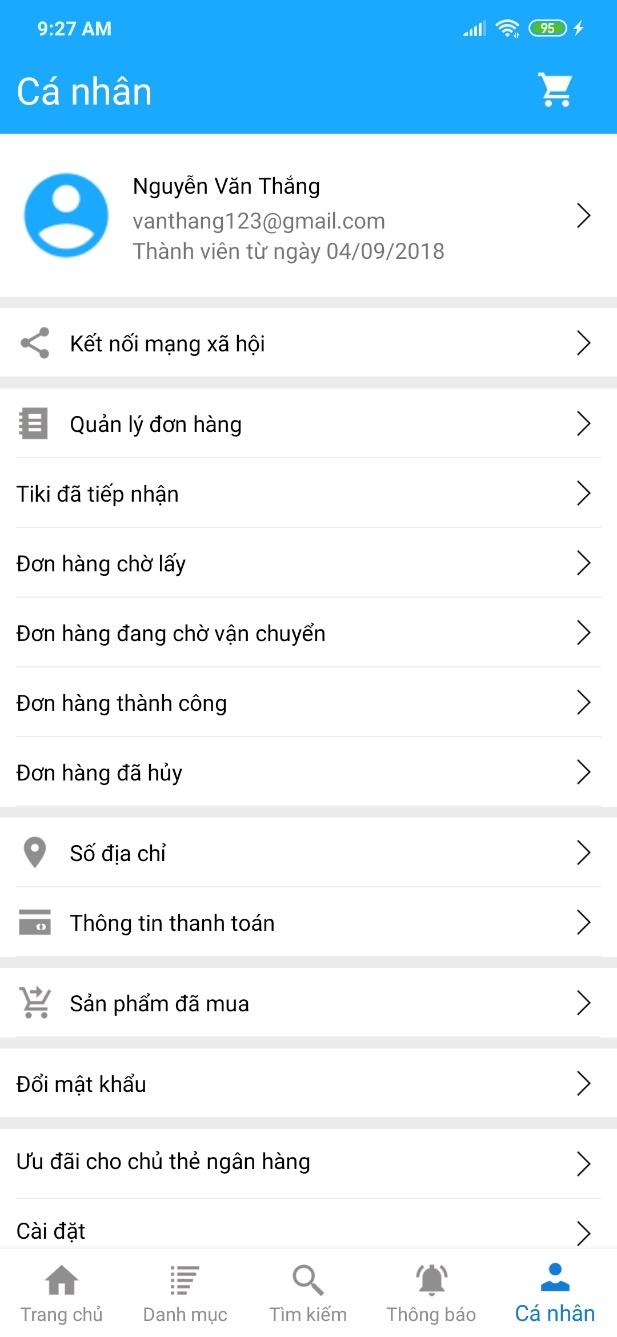 9:27 AM
95
Cá nhân
Nguyễn Văn Thắng
vanthang123@gmail.com
Thành viên từ ngày 04/09/2018
Kết nối mạng xã hội
Quản lý đơn hàng
Tiki đã tiếp nhận
Đơn hàng chờ lấy
Đơn hàng đang chờ vận chuyển
Đơn hàng thành công
Đơn hàng đã hủy
Số địa chỉ
Thông tin thanh toán
Sản phẩm đã mua
Đổi mật khẩu
Ưu đãi cho chủ thẻ ngân hàng
Cài đặt
Trang chủ
Danh mục
Tìm kiếm
Thông báo
Cá nhân